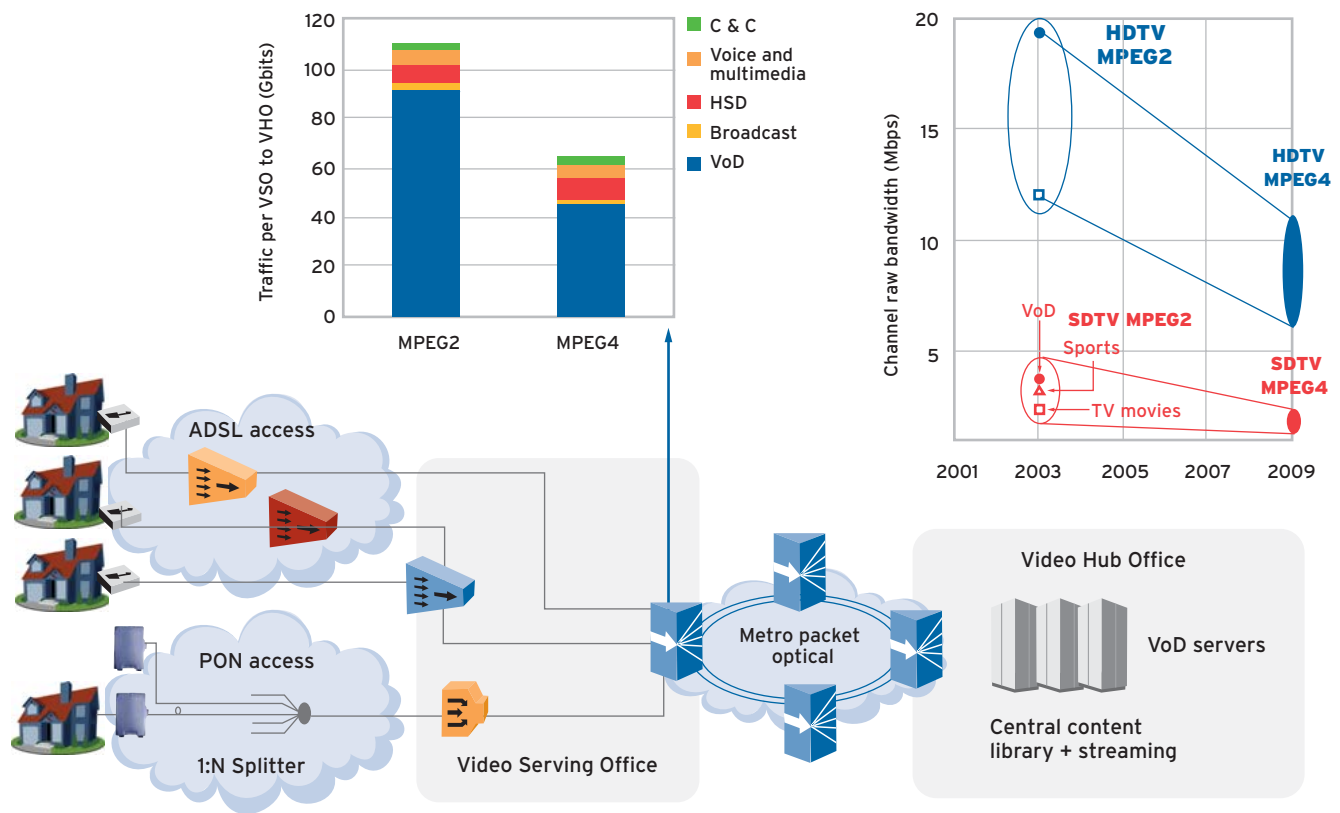 Traffic per VSO to VHO (Gbits)
120
100
80
60
40
20
0
MPEG2
MPEG4
C & C
Voice and
multimedia
HSD
Broadcast
VoD
Channel raw bandwidth (Mbps)
20
15
10
5
2001
2003
2005
2007
2009
HDTV
MPEG2
HDTV
MPEG4
VoD
SDTV MPEG2
Sports
TV movies
SDTV
MPEG4
ADSL access
PON access
1:N Splitter
Video Serving Office
Metro packet
optical
Video Hub Office
VoD servers
Central content
library + streaming